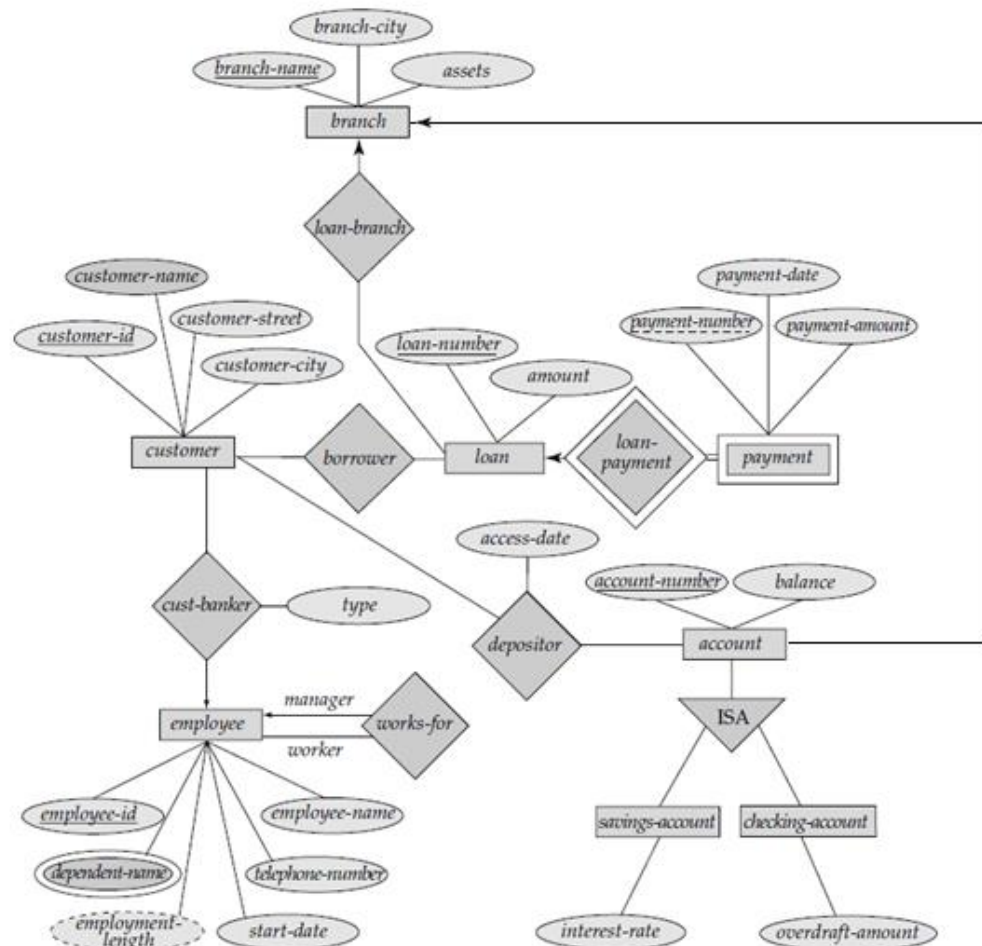 branch-city
branch-name
assets
branch
loan-branch
customer-name
payment-date
customer-street
payment-number
payment-amount
customer-id
loan-number
customer-city
amount
customer
borrower
loan
loan-
payment
payment
access-date
account-number
balance
cust-banker
type
depositor
account
manager
employee
works-for
worker
ISA
employee-id
employee-name
savings-account
checking-account
dependent-name
telephone-number
employment-
length
start-date
interest-rate
overdraft-amount